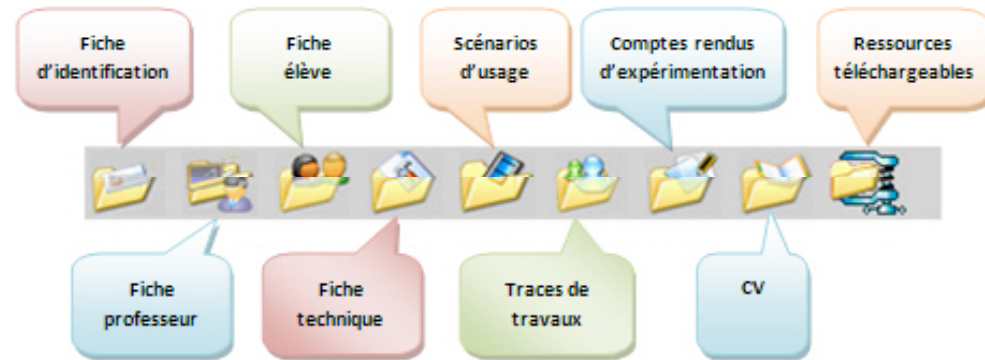 Fiche
d'identification
Fiche
élève
Scénarios
d'usage
Comptes rendus
d'expérimentation
Ressources
téléchargeables
Fiche
professeur
Fiche
technique
Traces de
travaux
CV